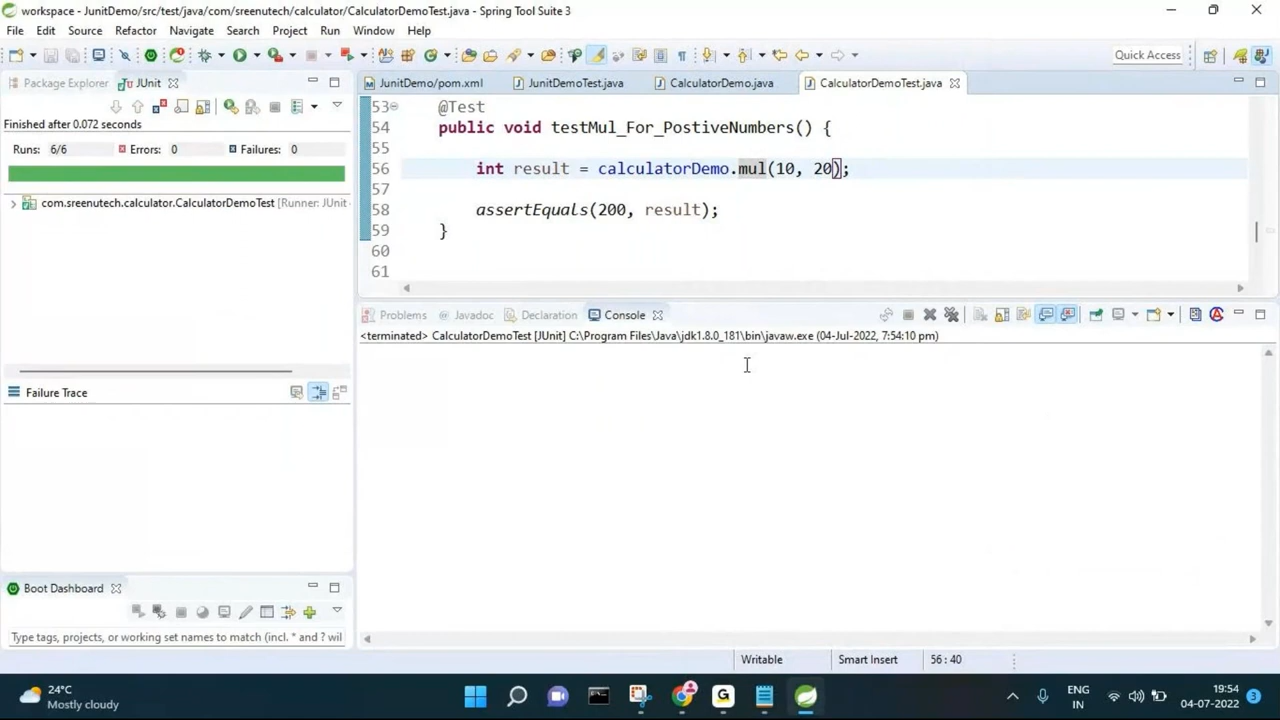 workspace - JunitDemo/src/test/java/com/sreenutech/calculator/CalculatorDemoTest.java - Spring Tool Suite 3
File Edit Source Refactor Navigate Search Project Run Window Help
Quick Access
Package Explorer JUnit
JunitDemo/pom.xml JunitDemoTest.java CalculatorDemo.java CalculatorDemoTest.java
Finished after 0.072 seconds
Runs: 6/6 Errors: 0 Failures: 0
com.sreenutech.calculator.CalculatorDemoTest [Runner: JUnit
53 @Test
54 public void testMul_For_PostiveNumbers() {
55
56 int result = calculatorDemo.mul(10, 20);
57
58 assertEquals(200, result);
59 }
60
61
Problems Javadoc Declaration Console
<terminated> CalculatorDemoTest [JUnit] C:\Program Files\Java\jdk1.8.0_181\bin\javaw.exe (04-Jul-2022, 7:54:10 pm)
Failure Trace
Boot Dashboard
Type tags, projects, or working set names to match (incl. * and ? wil
Writable Smart Insert 56 : 40
24°C
Mostly cloudy
ENG
IN
19:54
04-07-2022
3